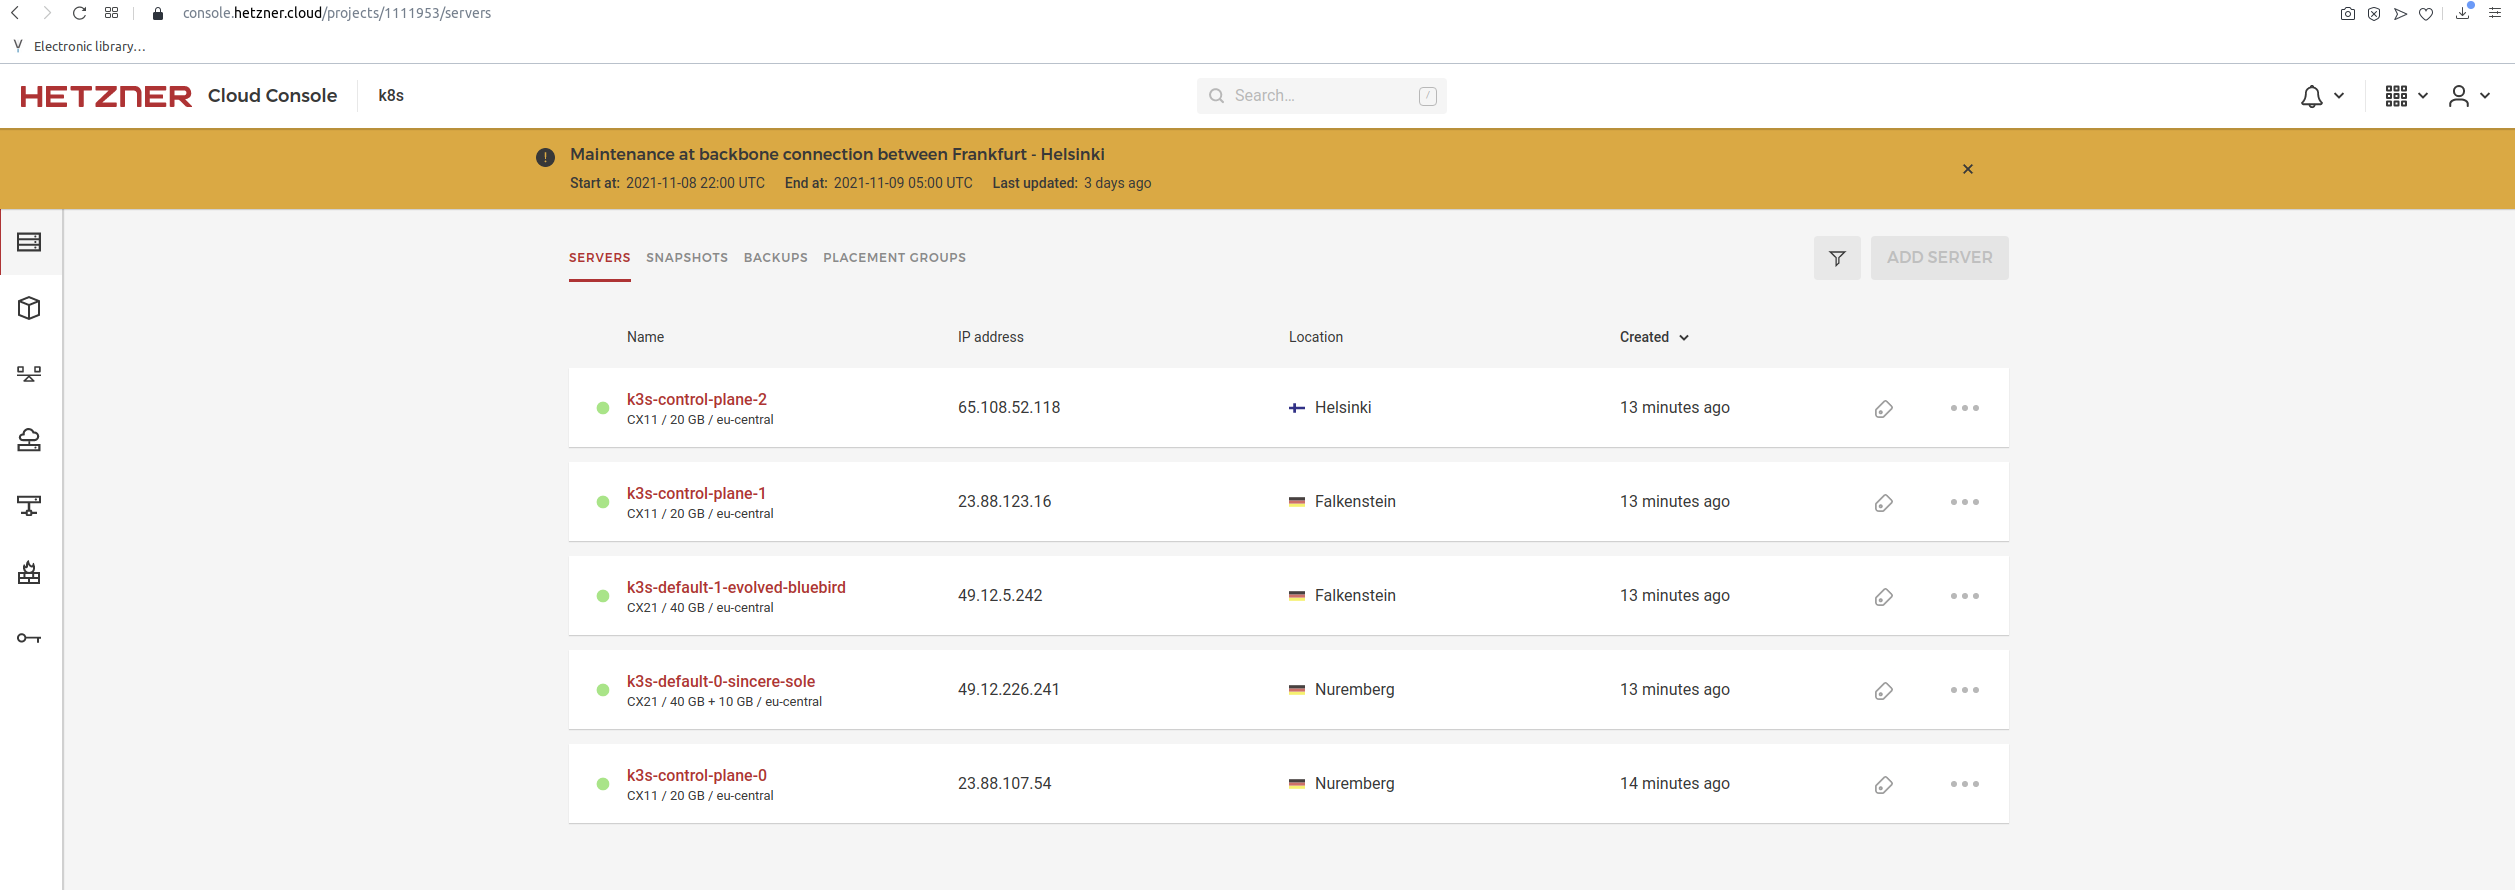 console.hetzner.cloud/projects/1111953/servers
Electronic library...
HETZNER Cloud Console k8s Search... /
Maintenance at backbone connection between Frankfurt - Helsinki
Start at: 2021-11-08 22:00 UTC End at: 2021-11-09 05:00 UTC Last updated: 3 days ago
SERVERS SNAPSHOTS BACKUPS PLACEMENT GROUPS ADD SERVER
Name IP address Location Created
k3s-control-plane-2 65.108.52.118 Helsinki 13 minutes ago
CX11 / 20 GB / eu-central
k3s-control-plane-1 23.88.123.16 Falkenstein 13 minutes ago
CX11 / 20 GB / eu-central
k3s-default-1-evolved-bluebird 49.12.5.242 Falkenstein 13 minutes ago
CX21 / 40 GB / eu-central
k3s-default-0-sincere-sole 49.12.226.241 Nuremberg 13 minutes ago
CX21 / 40 GB + 10 GB / eu-central
k3s-control-plane-0 23.88.107.54 Nuremberg 14 minutes ago
CX11 / 20 GB / eu-central